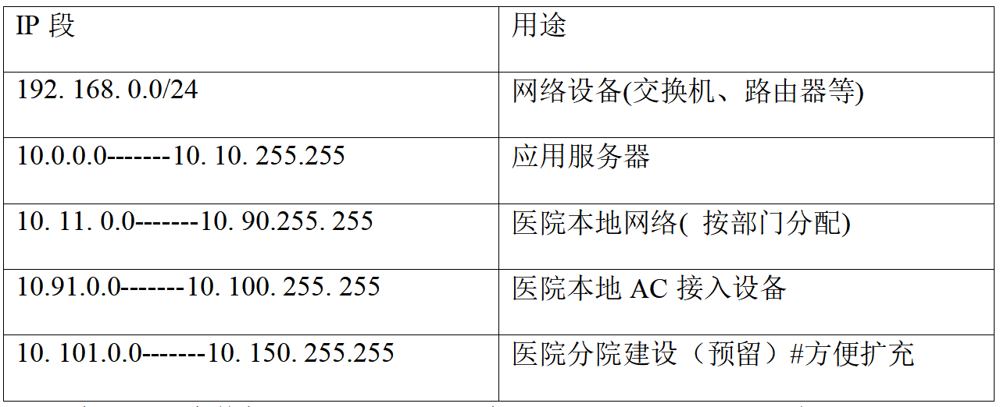 IP 段 用途
192. 168. 0.0/24 网络设备(交换机、路由器等)
10.0.0.0-------10. 10. 255.255 应用服务器
10. 11. 0.0-------10. 90.255. 255 医院本地网络( 按部门分配)
10.91.0.0-------10. 100. 255. 255 医院本地 AC 接入设备
10. 101.0.0-------10. 150. 255.255 医院分院建设（预留）#方便扩充